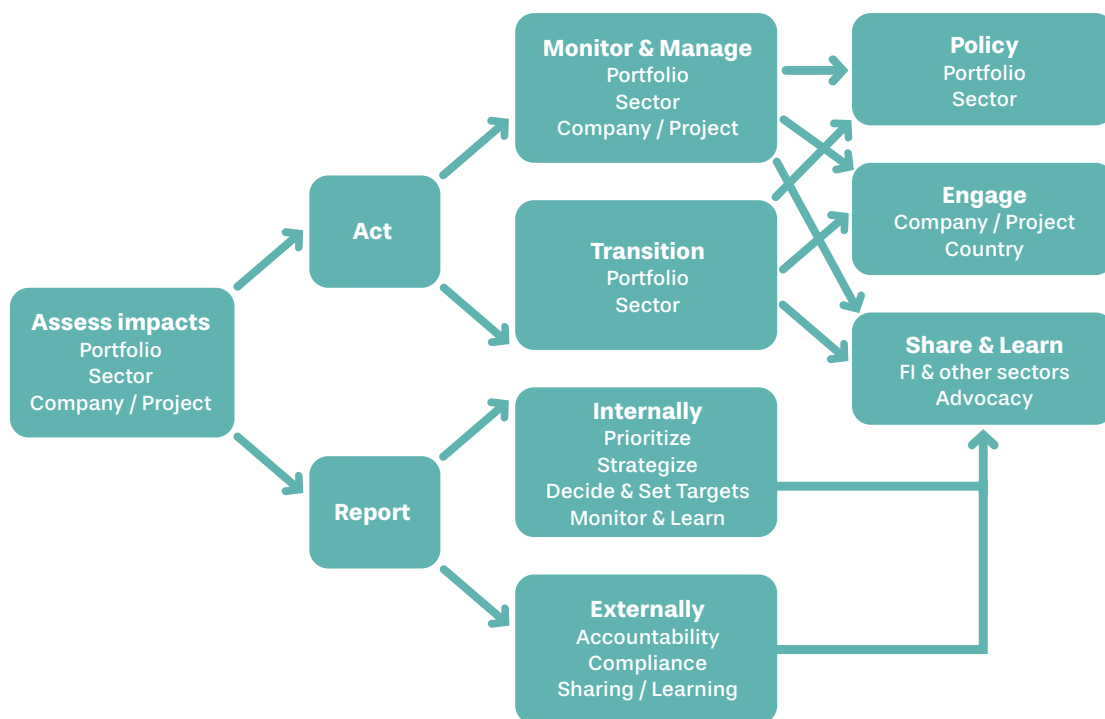 Assess impacts
Portfolio
Sector
Company / Project
Act
Report
Monitor & Manage
Portfolio
Sector
Company / Project
Transition
Portfolio
Sector
Internally
Prioritize
Strategize
Decide & Set Targets
Monitor & Learn
Externally
Accountability
Compliance
Sharing / Learning
Policy
Portfolio
Sector
Engage
Company / Project
Country
Share & Learn
FI & other sectors
Advocacy